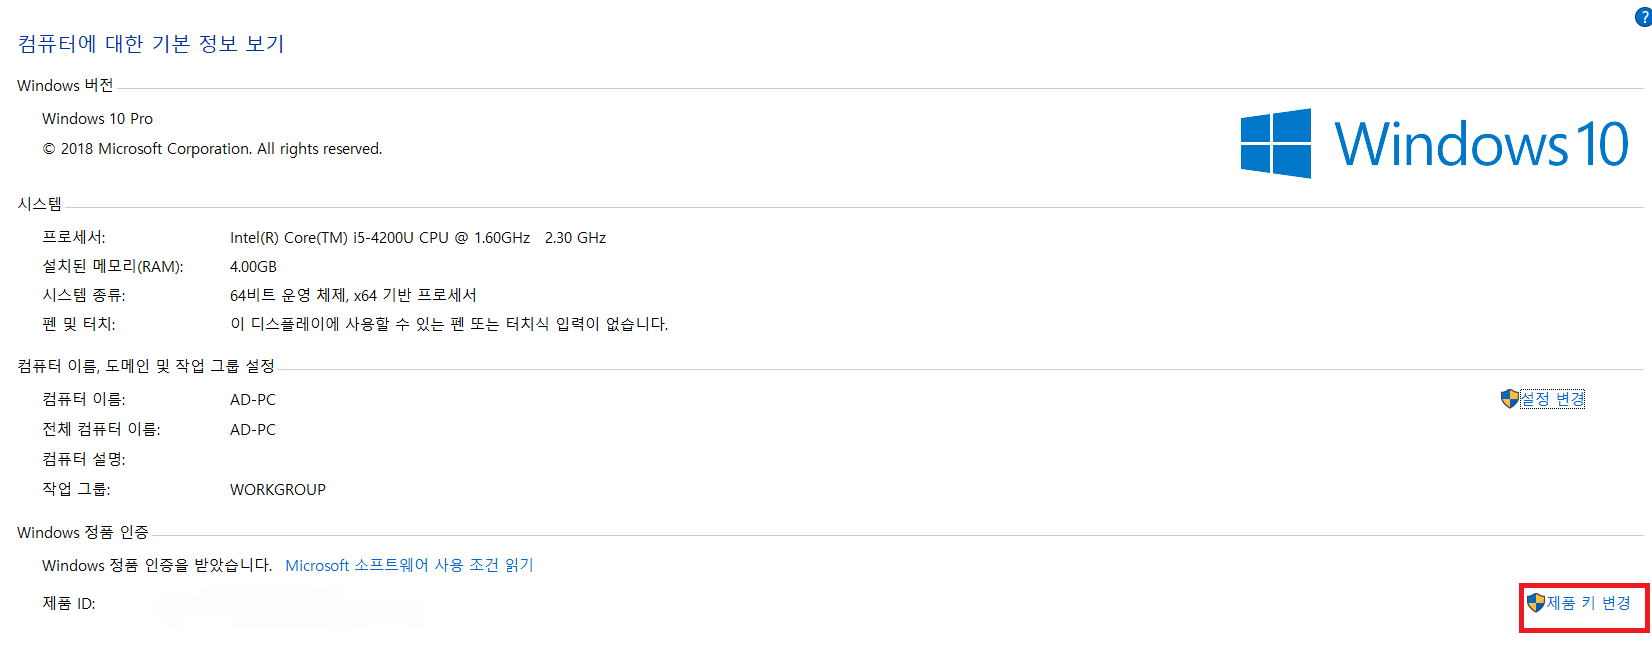 ?
컴퓨터에 대한 기본 정보 보기
Windows 버전
Windows 10 Pro
© 2018 Microsoft Corporation. All rights reserved.
Windows 10
시스템
프로세서: Intel(R) Core(TM) i5-4200U CPU @ 1.60GHz 2.30 GHz
설치된 메모리(RAM): 4.00GB
시스템 종류: 64비트 운영 체제, x64 기반 프로세서
펜 및 터치: 이 디스플레이에 사용할 수 있는 펜 또는 터치식 입력이 없습니다.
컴퓨터 이름, 도메인 및 작업 그룹 설정
컴퓨터 이름: AD-PC 설정 변경
전체 컴퓨터 이름: AD-PC
컴퓨터 설명:
작업 그룹: WORKGROUP
Windows 정품 인증
Windows 정품 인증을 받았습니다. Microsoft 소프트웨어 사용 조건 읽기
제품 ID: 제품 키 변경